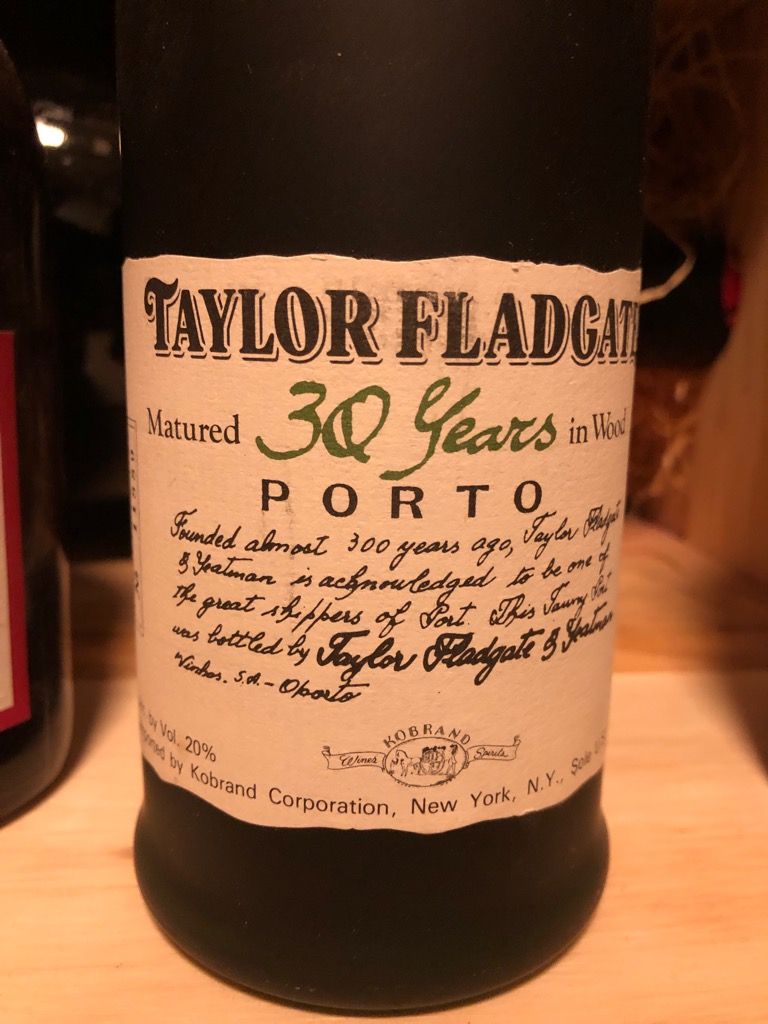 TAYLOR FLADGATE
Matured 30 Years in Wood
PORTO
Founded almost 300 years ago, Taylor Fladgate
& Yeatman is acknowledged to be one of
the great shippers of Port. This Tawny Port
was bottled by Taylor Fladgate & Yeatman
Vinhos. S.A. - Oporto
KOBRAND
Wines Spirits
by Vol. 20%
by Kobrand Corporation, New York, N.Y., Sole